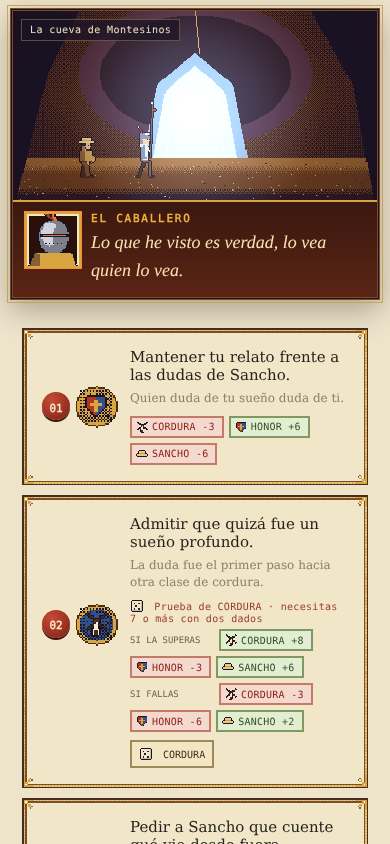 La cueva de Montesinos
EL CABALLERO
Lo que he visto es verdad, lo vea
quien lo vea.
01
Mantener tu relato frente a
las dudas de Sancho.
Quien duda de tu sueño duda de ti.
CORDURA -3
HONOR +6
SANCHO -6
02
Admitir que quizá fue un
sueño profundo.
La duda fue el primer paso hacia
otra clase de cordura.
Prueba de CORDURA · necesitas
7 o más con dos dados
SI LA SUPERAS
CORDURA +8
HONOR -3
SANCHO +6
SI FALLAS
CORDURA -3
HONOR -6
SANCHO +2
CORDURA
Pedir a Sancho que cuente
qué vio desde fuera.